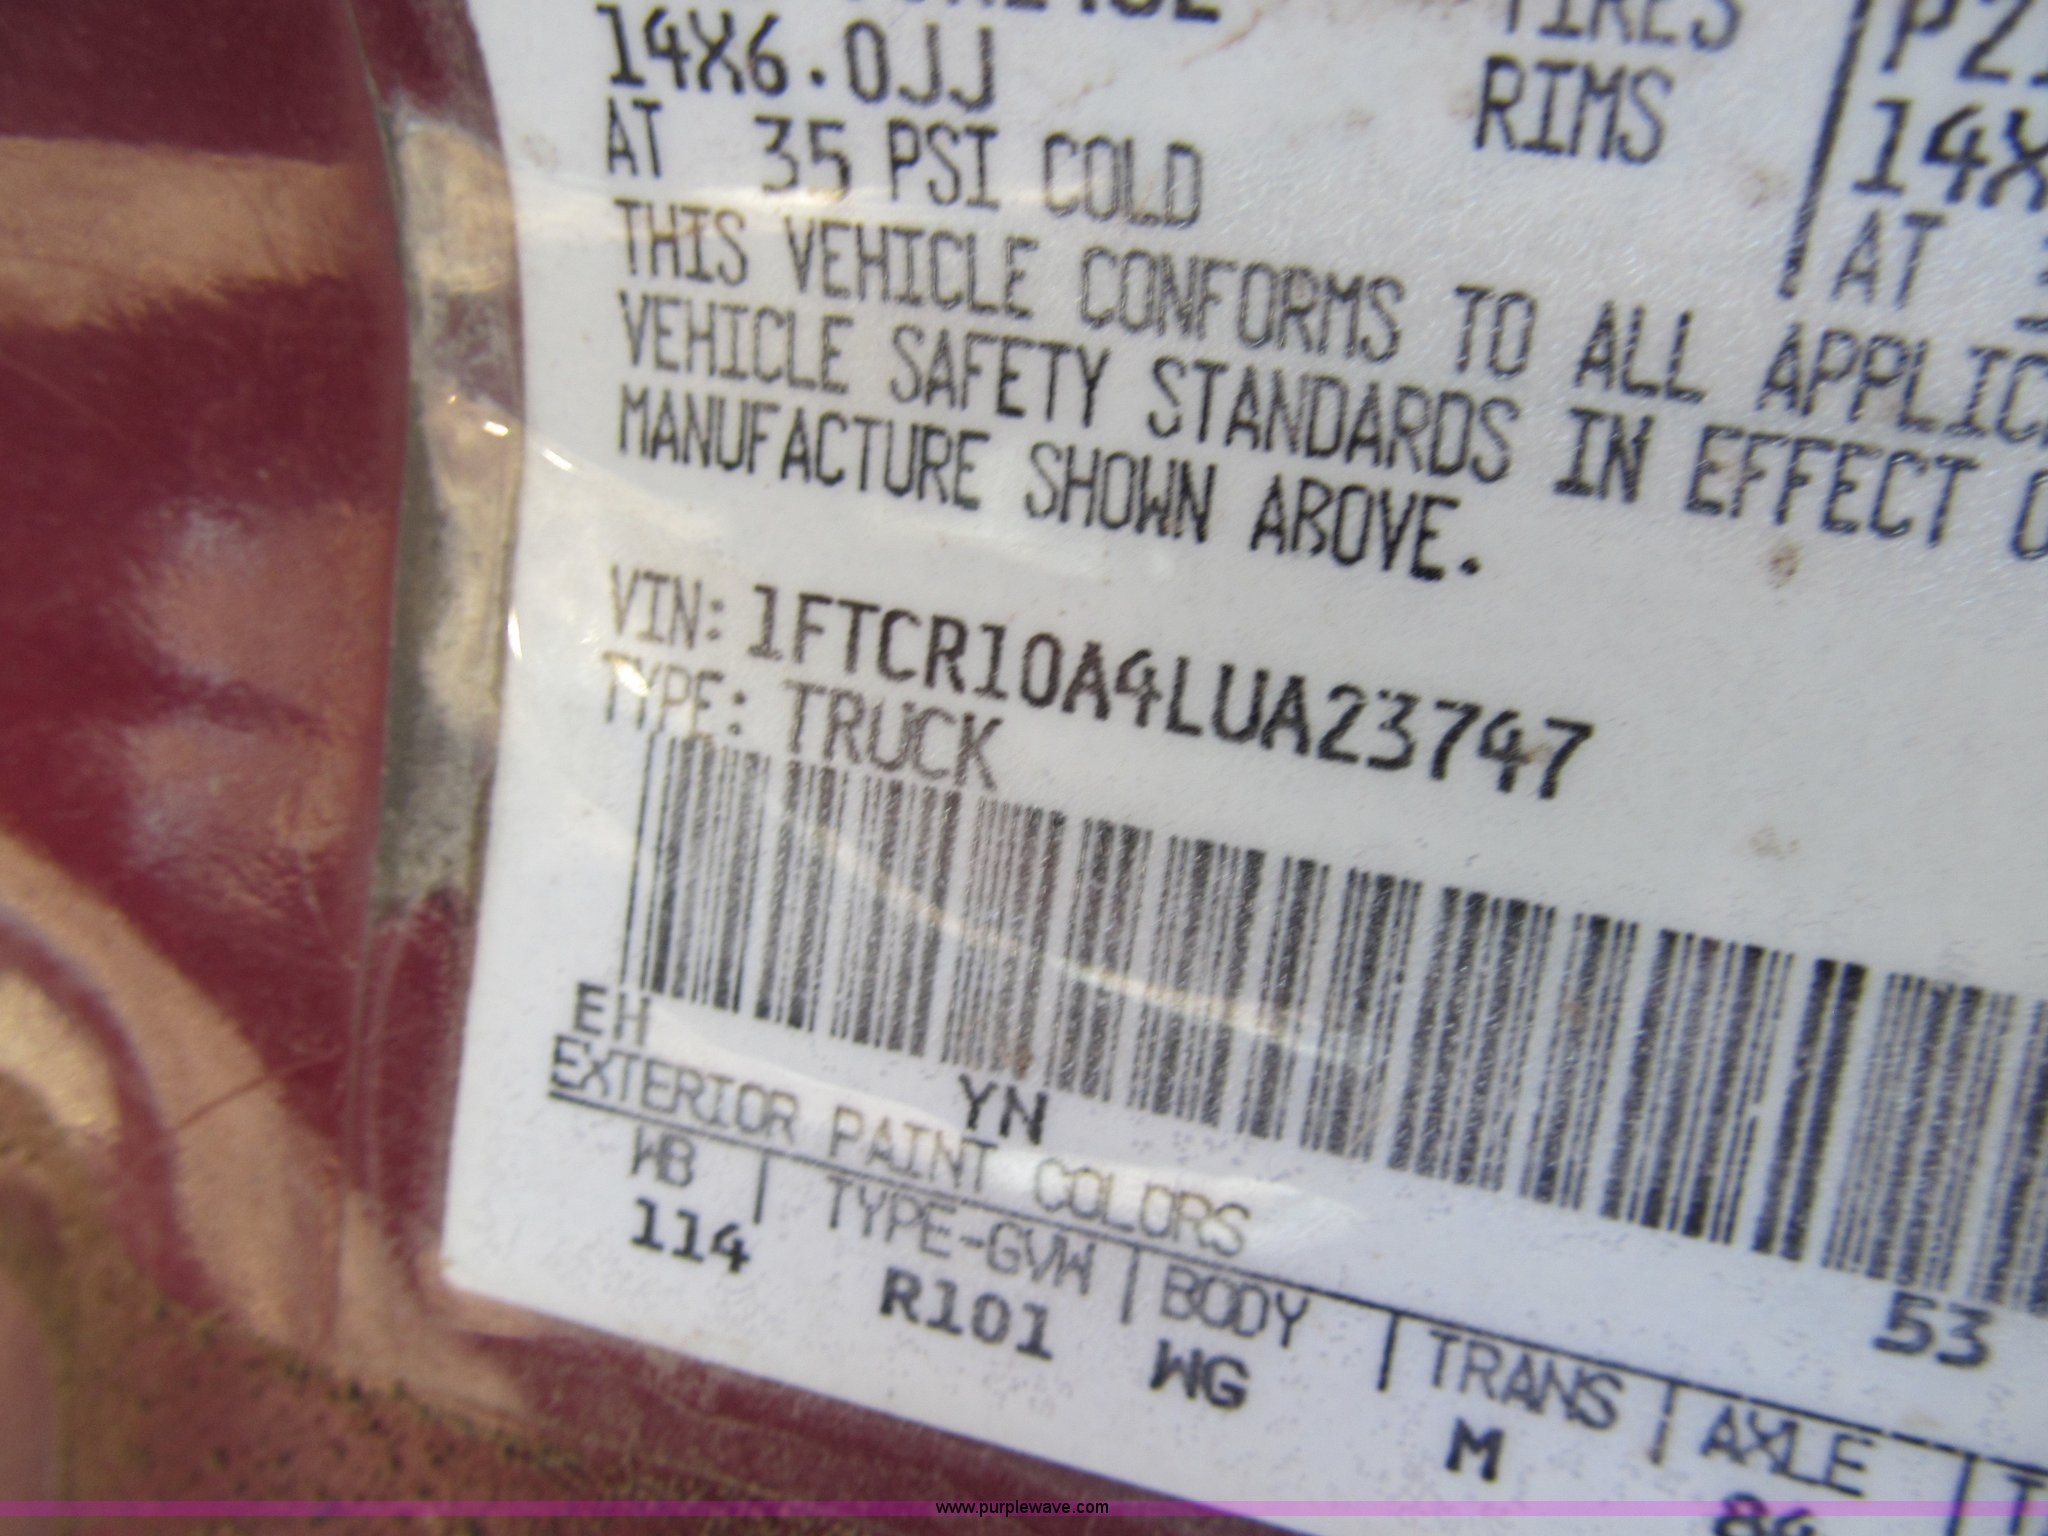 14X6.0JJ
AT 35 PSI COLD
TIRES
RIMS
14X
AT
THIS VEHICLE CONFORMS TO ALL APPLIC
VEHICLE SAFETY STANDARDS IN EFFECT O
MANUFACTURE SHOWN ABOVE.
VIN: 1FTCR10A4LUA23747
TYPE: TRUCK
EH YN 53
EXTERIOR PAINT COLORS
WB | TYPE-GVW | BODY | TRANS | AXLE
114 R101 WG M
www.purplewave.com